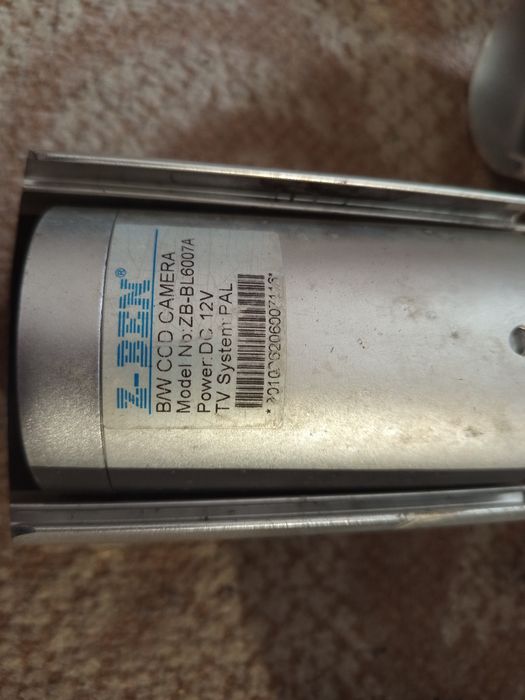 Z-BEN®
B/W CCD CAMERA
Model No:ZB-BL6007A
Power:DC 12V
TV System:PAL